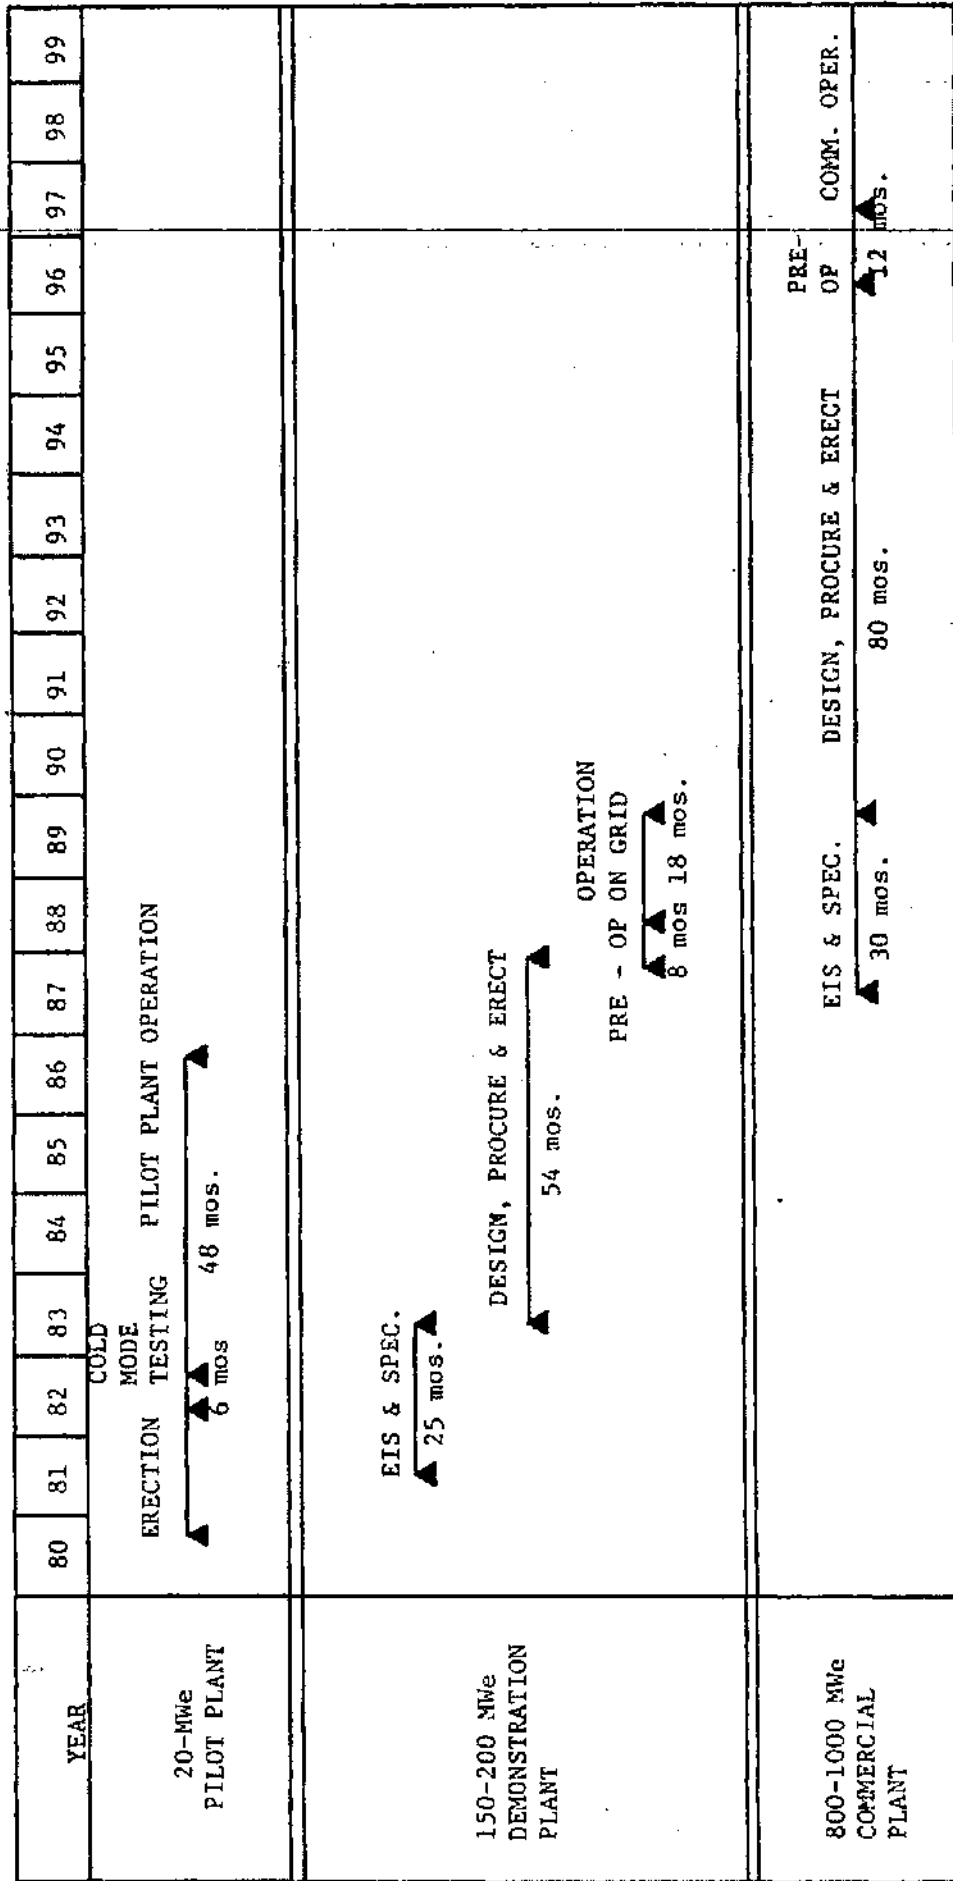 YEAR
80 81 82 83 84 85 86 87 88 89 90 91 92 93 94 95 96 97 98 99
20-MWe
PILOT PLANT
COLD
MODE
ERECTION TESTING PILOT PLANT OPERATION
6 mos 48 mos.
150-200 MWe
DEMONSTRATION
PLANT
EIS & SPEC.
25 mos.
DESIGN, PROCURE & ERECT
54 mos.
OPERATION
PRE - OP ON GRID
8 mos 18 mos.
800-1000 MWe
COMMERCIAL
PLANT
PRE-
EIS & SPEC. DESIGN, PROCURE & ERECT OP COMM. OPER.
30 mos. 80 mos. 12 mos.